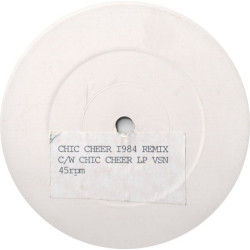 CHIC CHEER 1984 REMIX
C/W CHIC CHEER LP VSN
45rpm